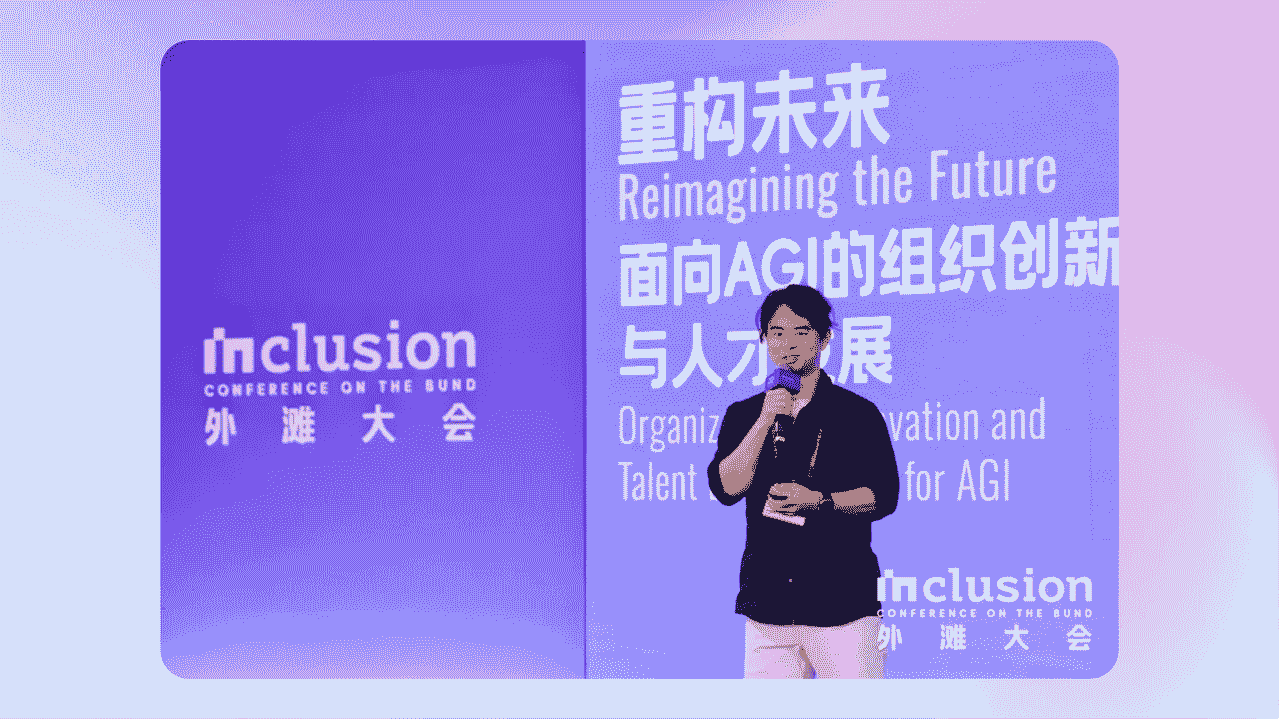 inclusion
CONFERENCE ON THE BUND
外滩大会
重构未来
Reimagining the Future
面向AGI的组织创新
与人才 展
Organiz vation and
Talent for AGI
inclusion
CONFERENCE ON THE BUND
外滩大会